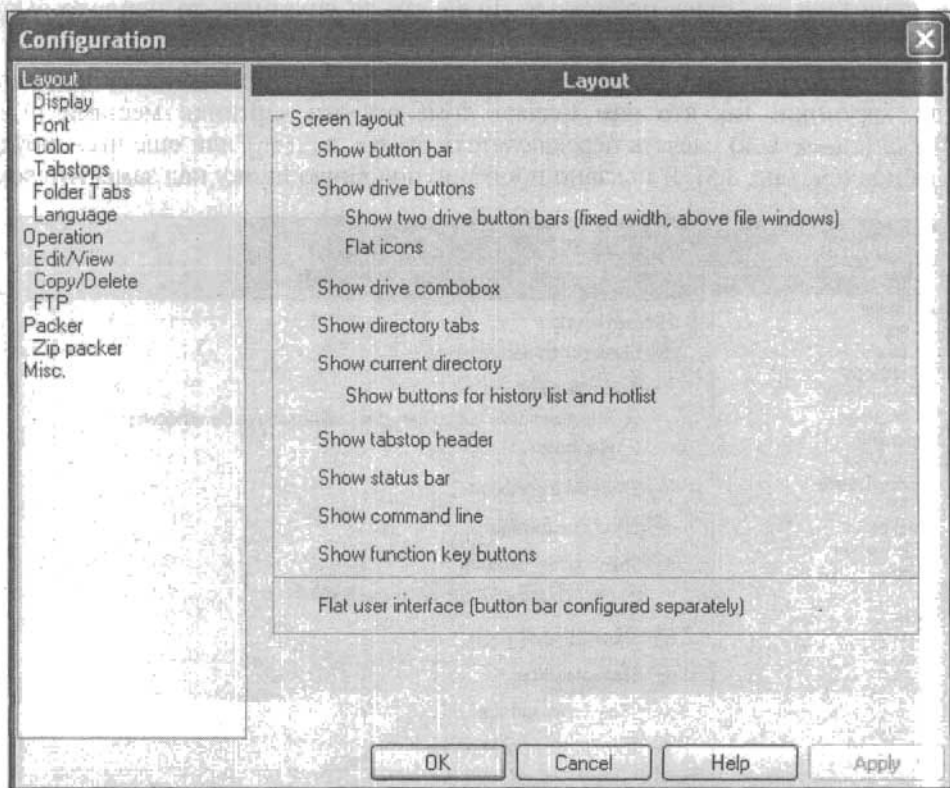 Configuration
Layout
Display
Font
Color
Tabstops
Folder Tabs
Language
Operation
Edit/View
Copy/Delete
FTP
Packer
Zip packer
Misc.
Layout
Screen layout
Show button bar
Show drive buttons
Show two drive button bars (fixed width, above file windows)
Flat icons
Show drive combobox
Show directory tabs
Show current directory
Show buttons for history list and hotlist
Show tabstop header
Show status bar
Show command line
Show function key buttons
Flat user interface (button bar configured separately)
OK
Cancel
Help
Apply